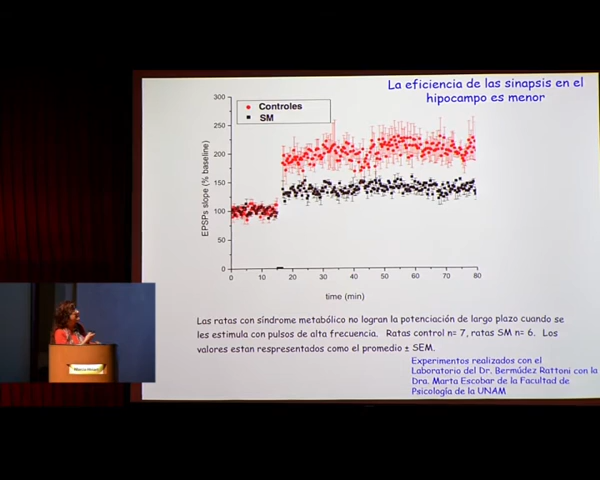 La eficiencia de las sinapsis en el
hipocampo es menor
Controles
SM
300
250
200
150
100
50
0
EPSPs slope (% baseline)
0 10 20 30 40 50 60 70 80
time (min)
Las ratas con síndrome metabólico no logran la potenciación de largo plazo cuando se
les estimula con pulsos de alta frecuencia. Ratas control n= 7, ratas SM n= 6. Los
valores estan respresentados como el promedio ± SEM.
Experimentos realizados con el
Laboratorio del Dr. Bermúdez Rattoni con la
Dra. Marta Escobar de la Facultad de
Psicología de la UNAM